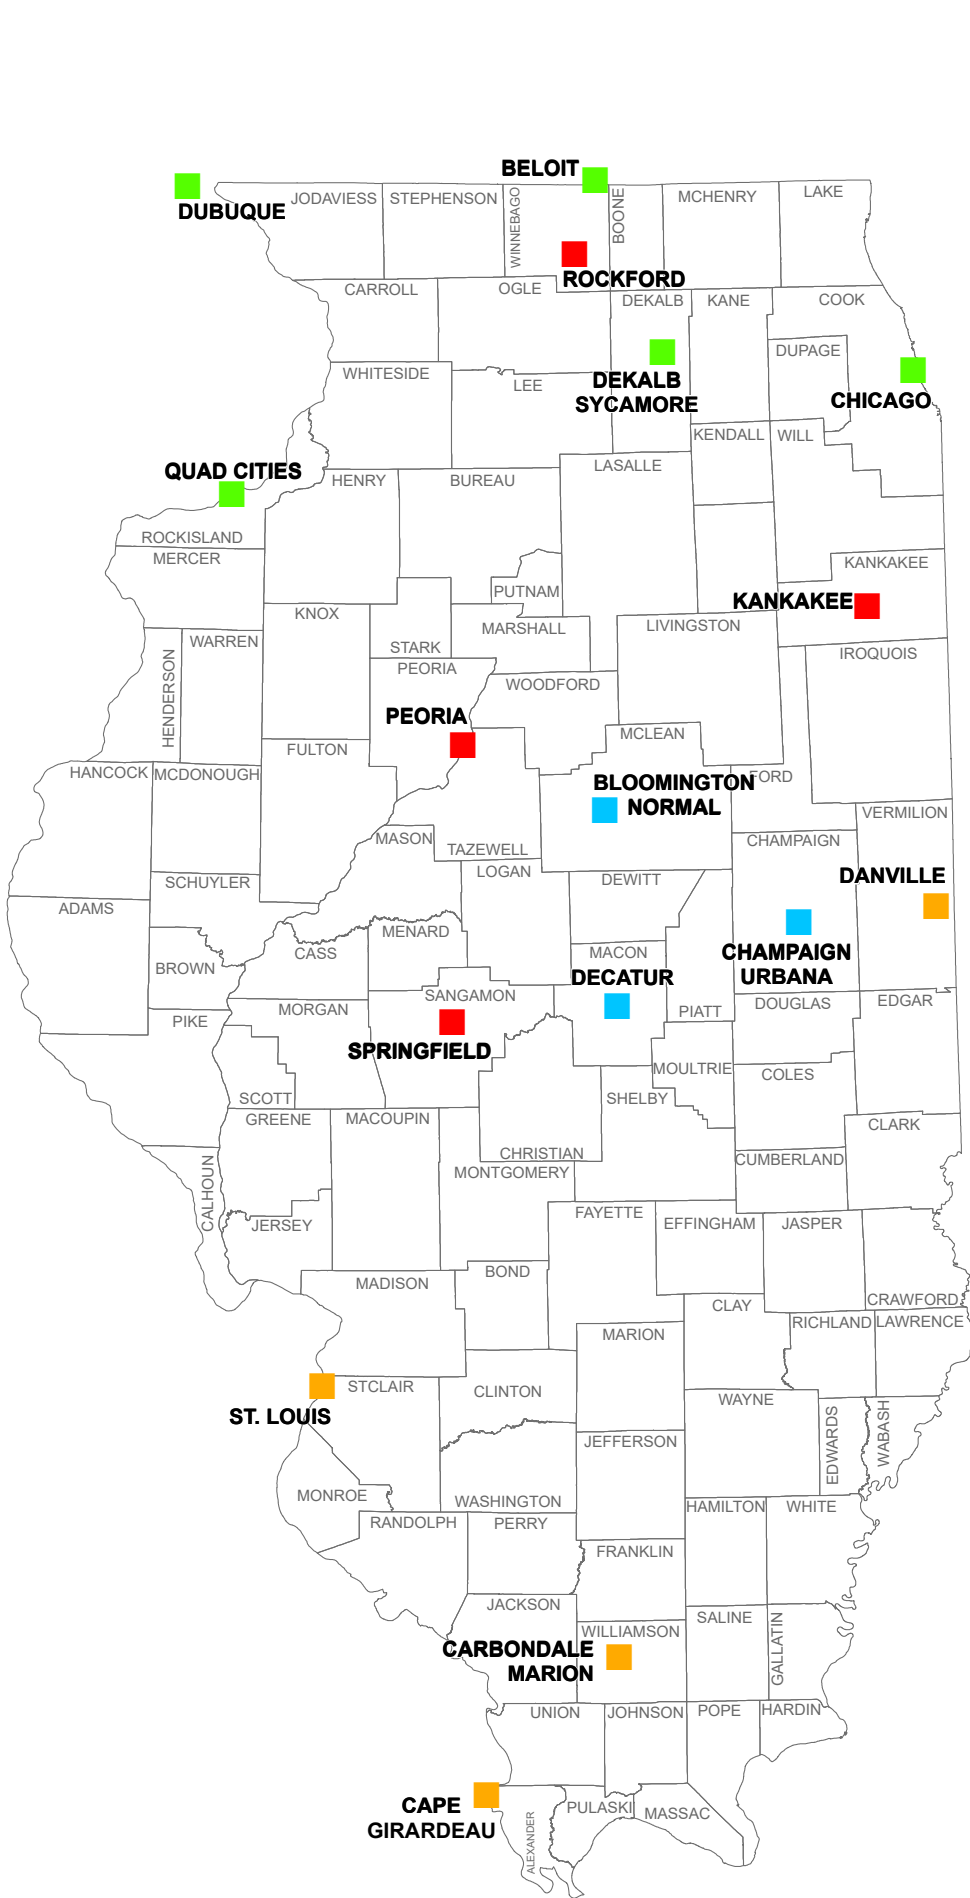 BELOIT
DUBUQUE
JODAVIESS
STEPHENSON
WINNEBAGO
BOONE
MCHENRY
LAKE
ROCKFORD
CARROLL
OGLE
DEKALB
KANE
COOK
WHITESIDE
LEE
DEKALB
SYCAMORE
DUPAGE
CHICAGO
KENDALL
WILL
QUAD CITIES
HENRY
BUREAU
LASALLE
ROCKISLAND
MERCER
KANKAKEE
PUTNAM
KANKAKEE
KNOX
WARREN
HENDERSON
STARK
MARSHALL
LIVINGSTON
IROQUOIS
PEORIA
WOODFORD
PEORIA
FULTON
MCLEAN
HANCOCK
MCDONOUGH
BLOOMINGTON
NORMAL
FORD
VERMILION
MASON
TAZEWELL
CHAMPAIGN
LOGAN
DEWITT
DANVILLE
SCHUYLER
ADAMS
MENARD
CASS
MACON
CHAMPAIGN
URBANA
BROWN
DECATUR
SANGAMON
MORGAN
PIKE
PIATT
DOUGLAS
EDGAR
SPRINGFIELD
MOULTRIE
COLES
SCOTT
SHELBY
GREENE
MACOUPIN
CLARK
CHRISTIAN
CUMBERLAND
MONTGOMERY
CALHOUN
JERSEY
FAYETTE
EFFINGHAM
JASPER
MADISON
BOND
CLAY
CRAWFORD
RICHLAND
LAWRENCE
MARION
STCLAIR
CLINTON
ST. LOUIS
WAYNE
EDWARDS
WABASH
JEFFERSON
MONROE
WASHINGTON
HAMILTON
WHITE
RANDOLPH
PERRY
FRANKLIN
JACKSON
SALINE
GALLATIN
WILLIAMSON
CARBONDALE
MARION
UNION
JOHNSON
POPE
HARDIN
CAPE
GIRARDEAU
ALEXANDER
PULASKI
MASSAC